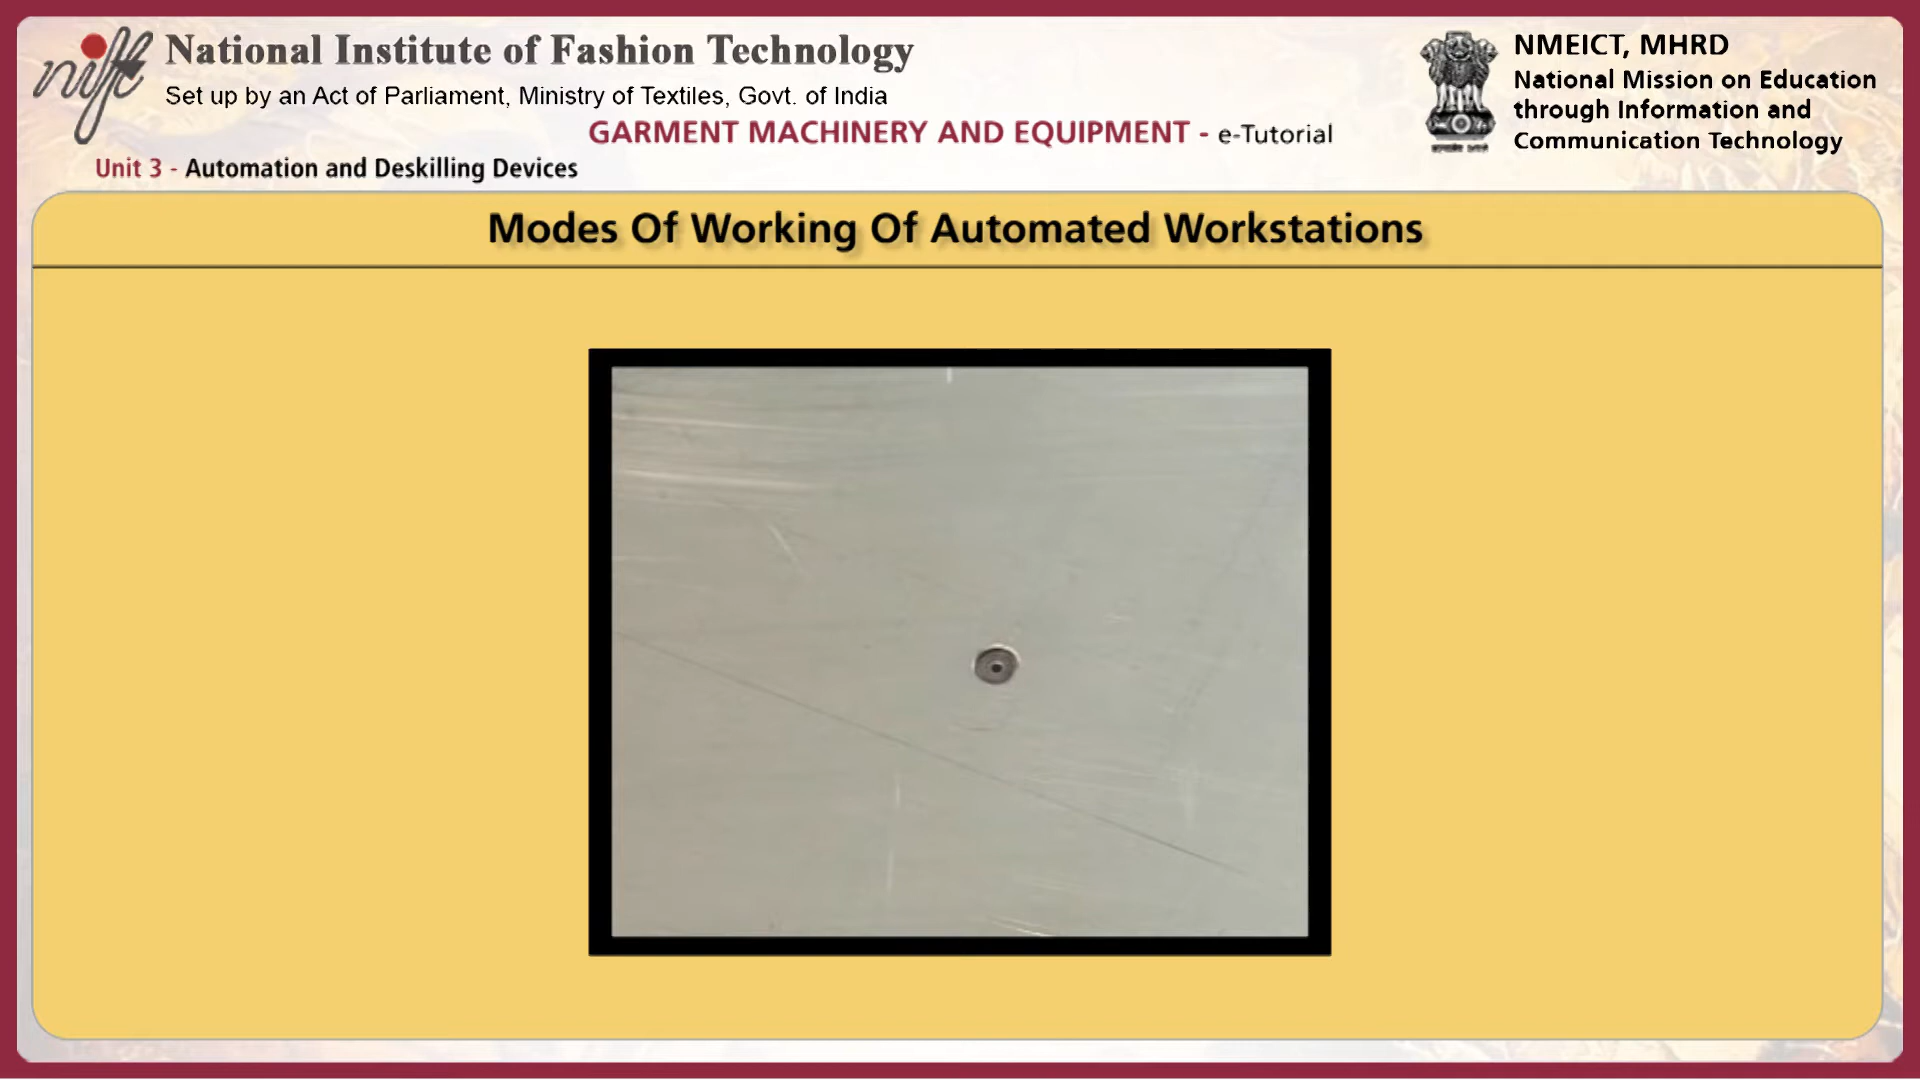 nift National Institute of Fashion Technology
Set up by an Act of Parliament, Ministry of Textiles, Govt. of India
GARMENT MACHINERY AND EQUIPMENT - e-Tutorial
NMEICT, MHRD
National Mission on Education
through Information and
Communication Technology
Unit 3 - Automation and Deskilling Devices
Modes Of Working Of Automated Workstations